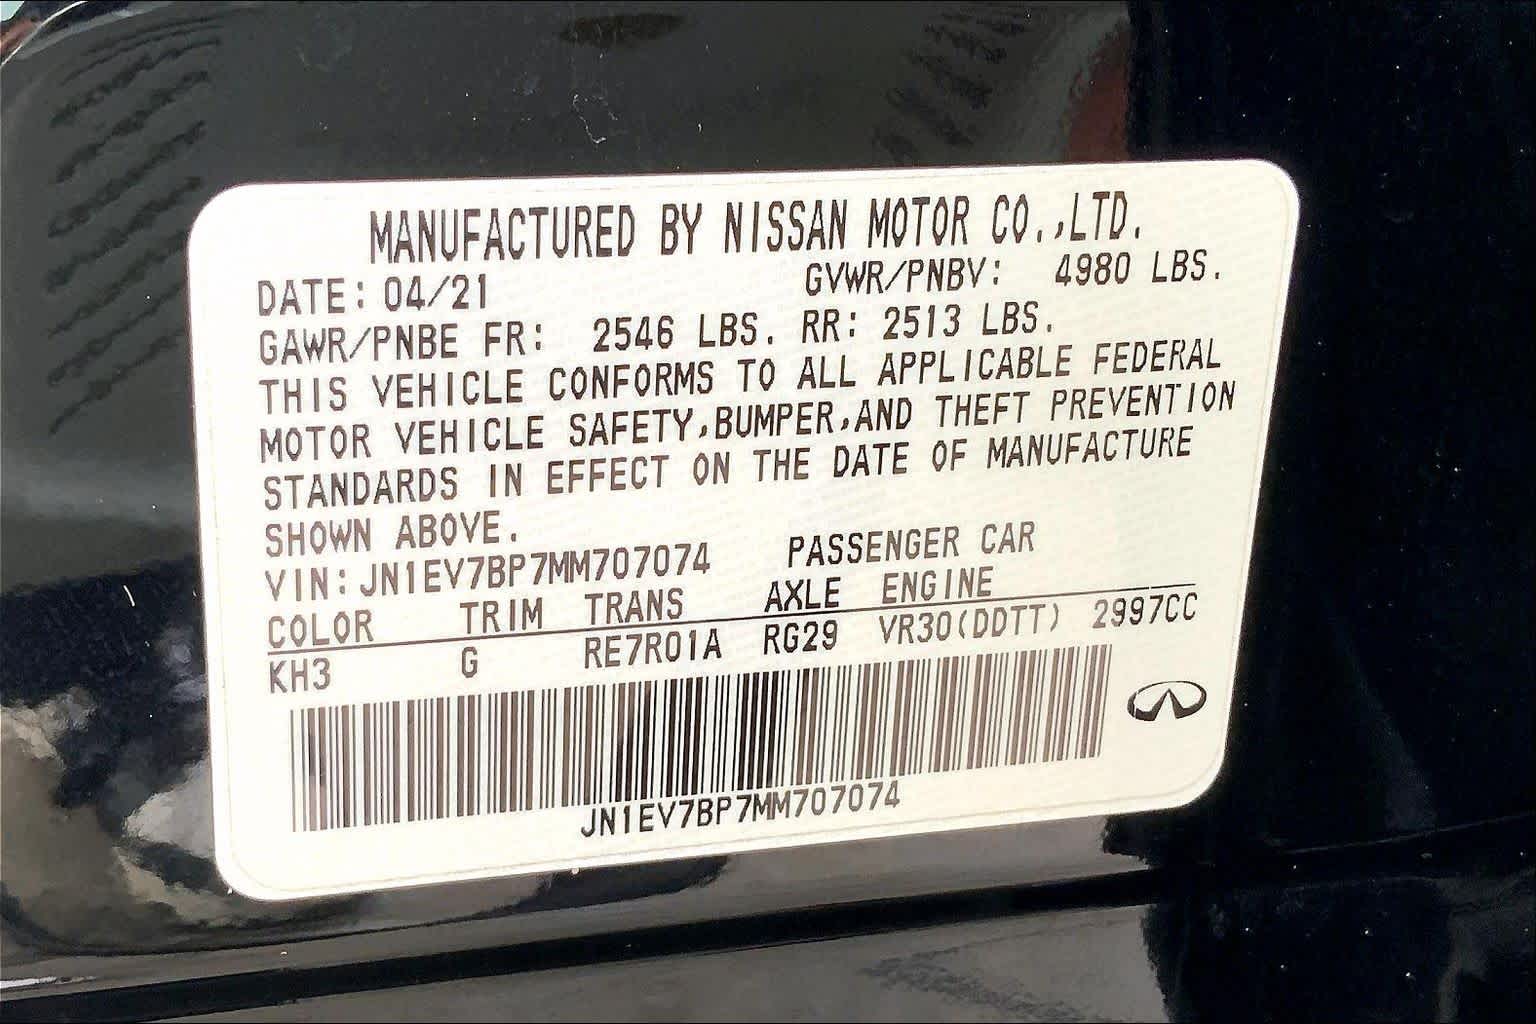 MANUFACTURED BY NISSAN MOTOR CO.,LTD.
DATE: 04/21 GVWR/PNBV: 4980 LBS.
GAWR/PNBE FR: 2546 LBS. RR: 2513 LBS.
THIS VEHICLE CONFORMS TO ALL APPLICABLE FEDERAL
MOTOR VEHICLE SAFETY,BUMPER,AND THEFT PREVENTION
STANDARDS IN EFFECT ON THE DATE OF MANUFACTURE
SHOWN ABOVE.
VIN: JN1EV7BP7MM707074 PASSENGER CAR
COLOR TRIM TRANS AXLE ENGINE
KH3 G RE7R01A RG29 VR30(DDTT) 2997CC
JN1EV7BP7MM707074